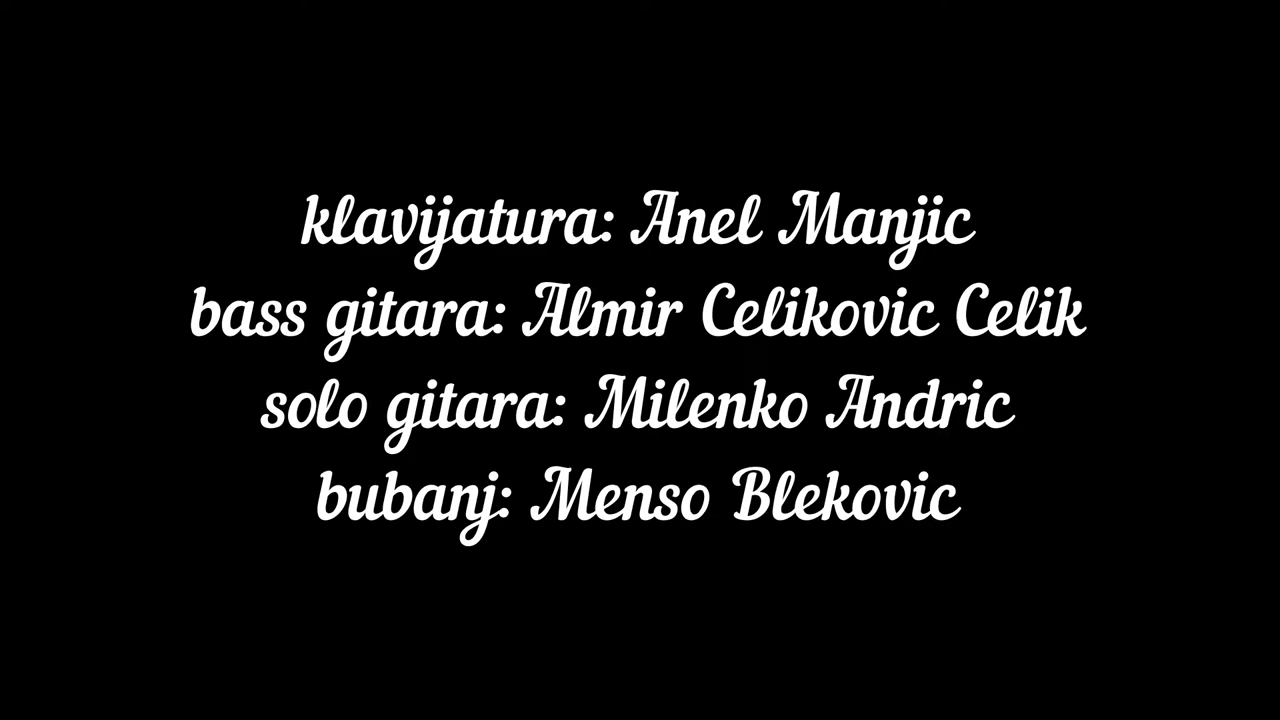 klavijatura: Anel Manjic
bass gitara: Almir Celikovic Celik
solo gitara: Milenko Andric
bubanj: Menso Blekovic